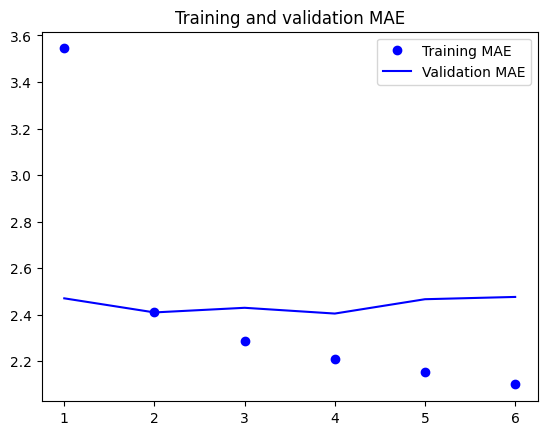 Training and validation MAE
Training MAE
Validation MAE
3.6
3.4
3.2
3.0
2.8
2.6
2.4
2.2
1 2 3 4 5 6